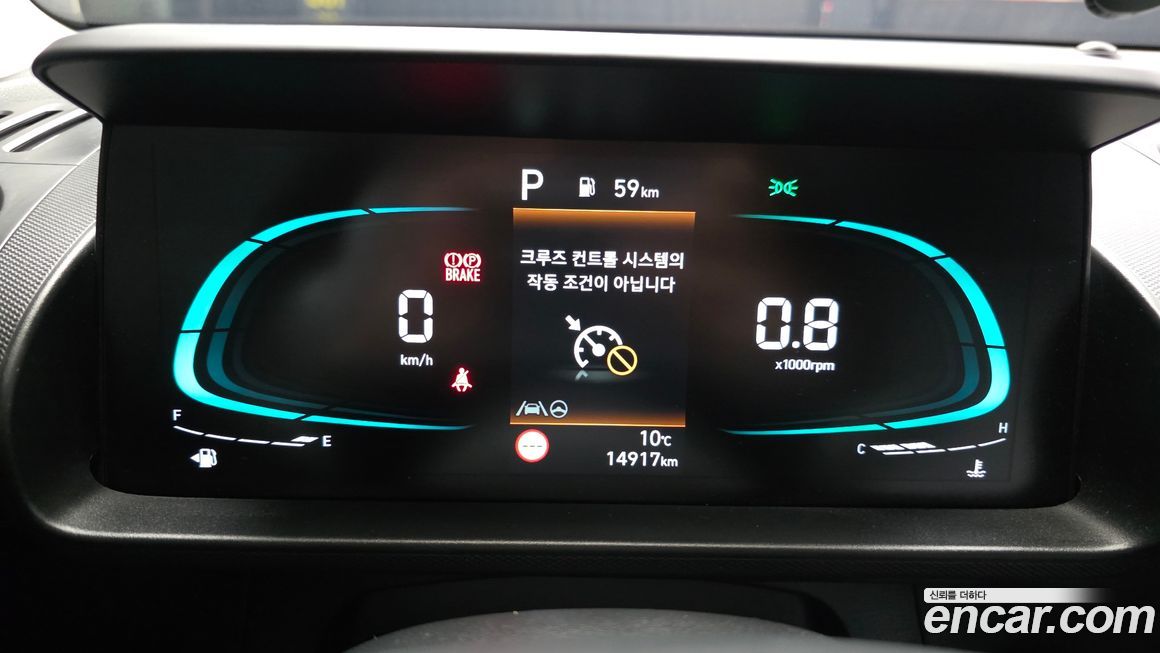 P 59km
크루즈 컨트롤 시스템의
작동 조건이 아닙니다
(!)(P)
BRAKE
0
km/h
0.8
x1000rpm
F
E
---
10℃
14917km
C
H
신뢰를 더하다
encar.com